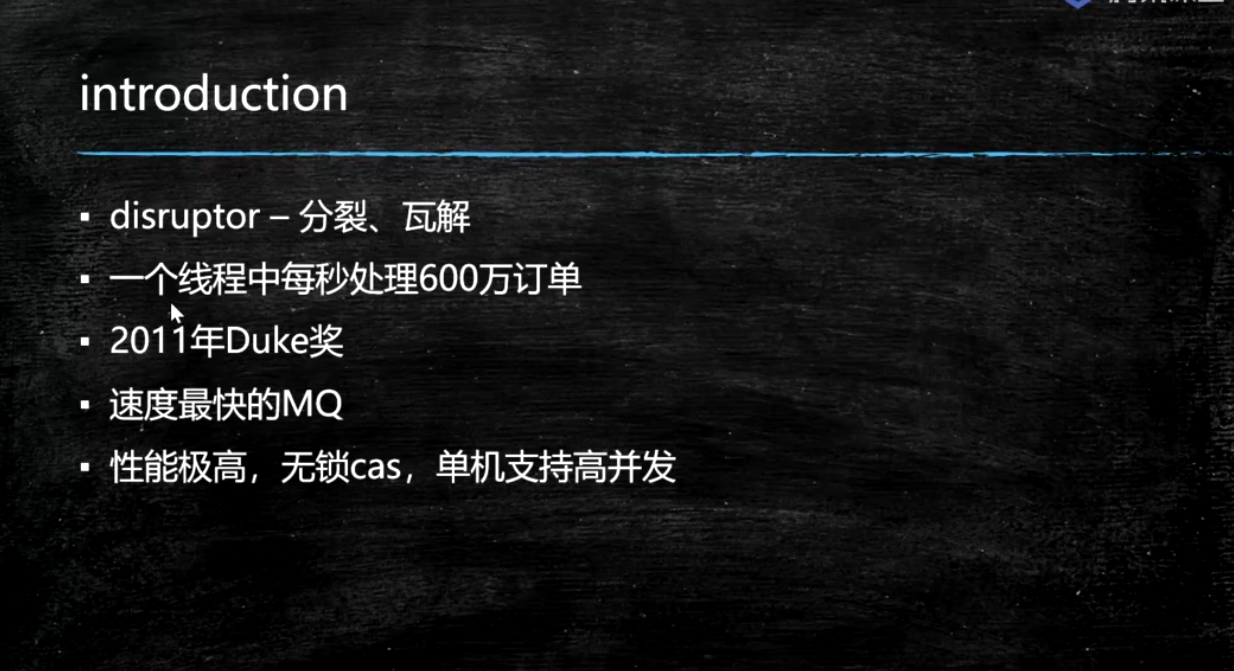 introduction
▪ disruptor – 分裂、瓦解
▪ 一个线程中每秒处理600万订单
▪ 2011年Duke奖
▪ 速度最快的MQ
▪ 性能极高，无锁cas，单机支持高并发